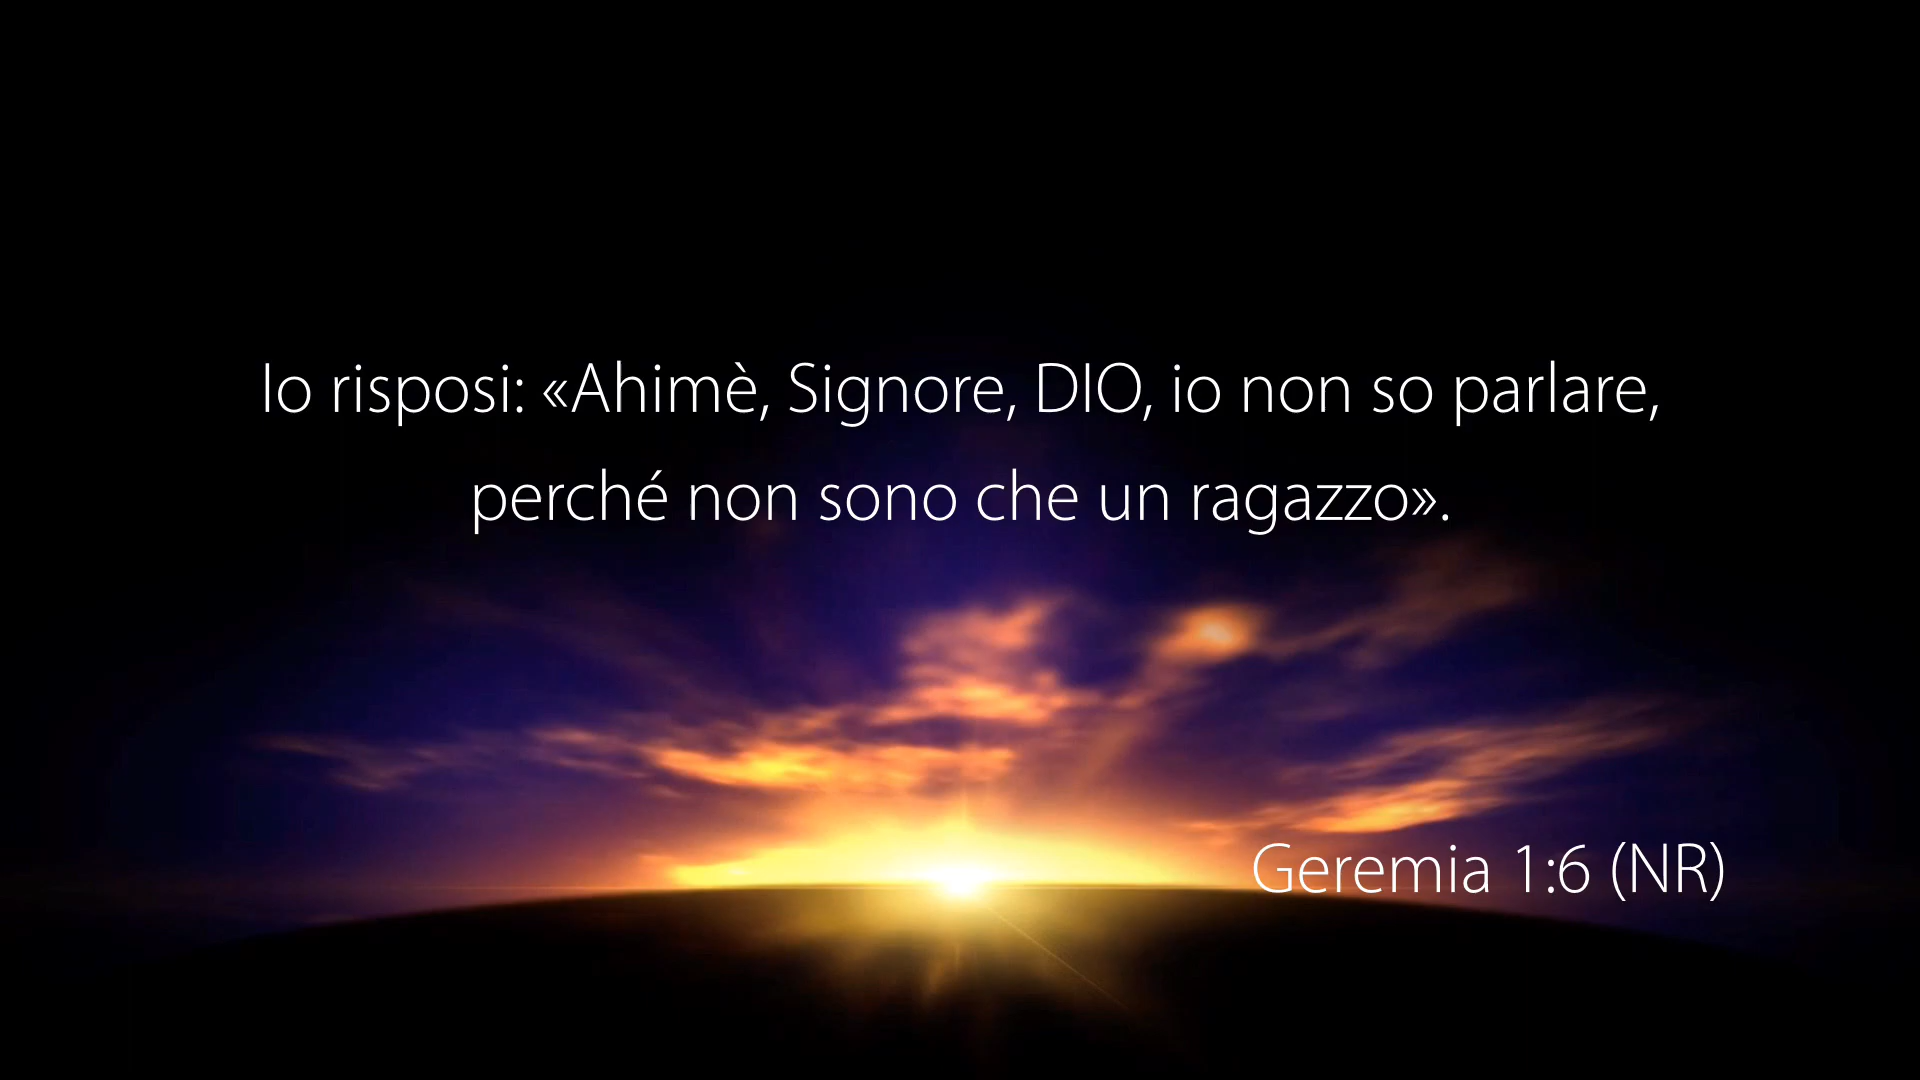 Io risposi: «Ahimè, Signore, DIO, io non so parlare,
perché non sono che un ragazzo».
Geremia 1:6 (NR)